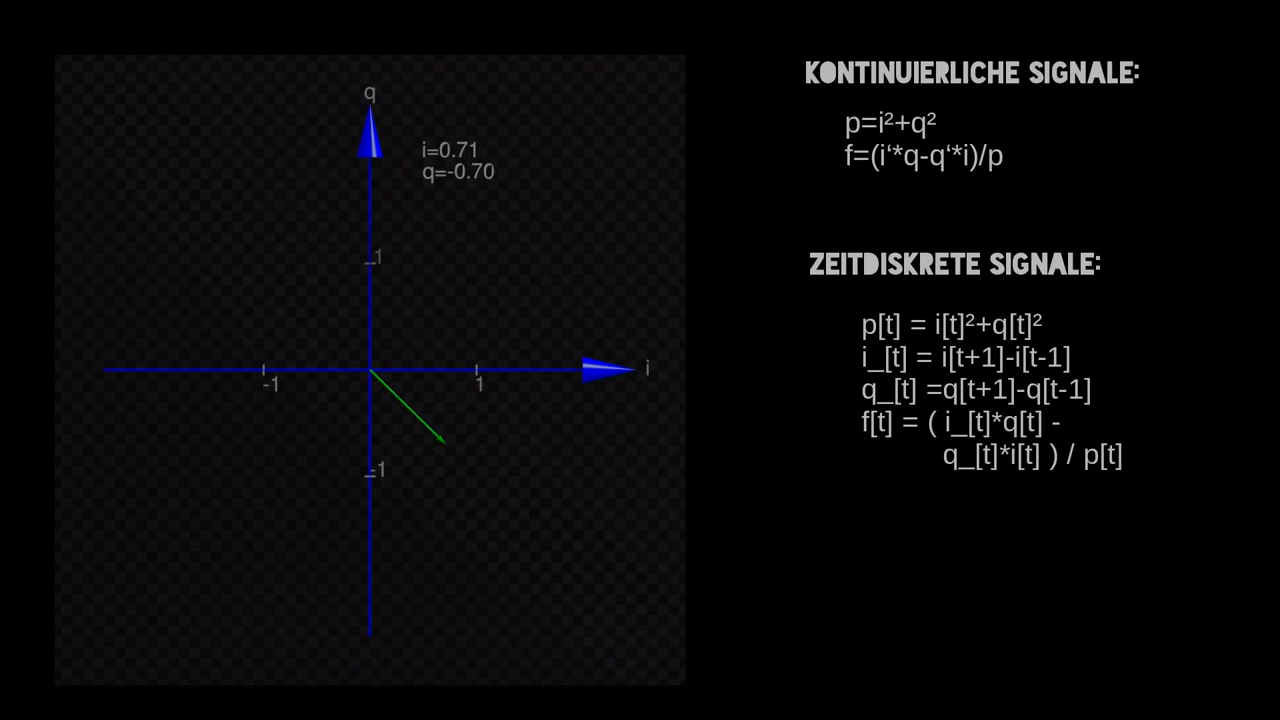 q
i=0.71
q=-0.70
1
i
-1
1
-1
KONTINUIERLICHE SIGNALE:
p=i²+q²
f=(i‘*q-q‘*i)/p
ZEITDISKRETE SIGNALE:
p[t] = i[t]²+q[t]²
i_[t] = i[t+1]-i[t-1]
q_[t] =q[t+1]-q[t-1]
f[t] = ( i_[t]*q[t] -
q_[t]*i[t] ) / p[t]